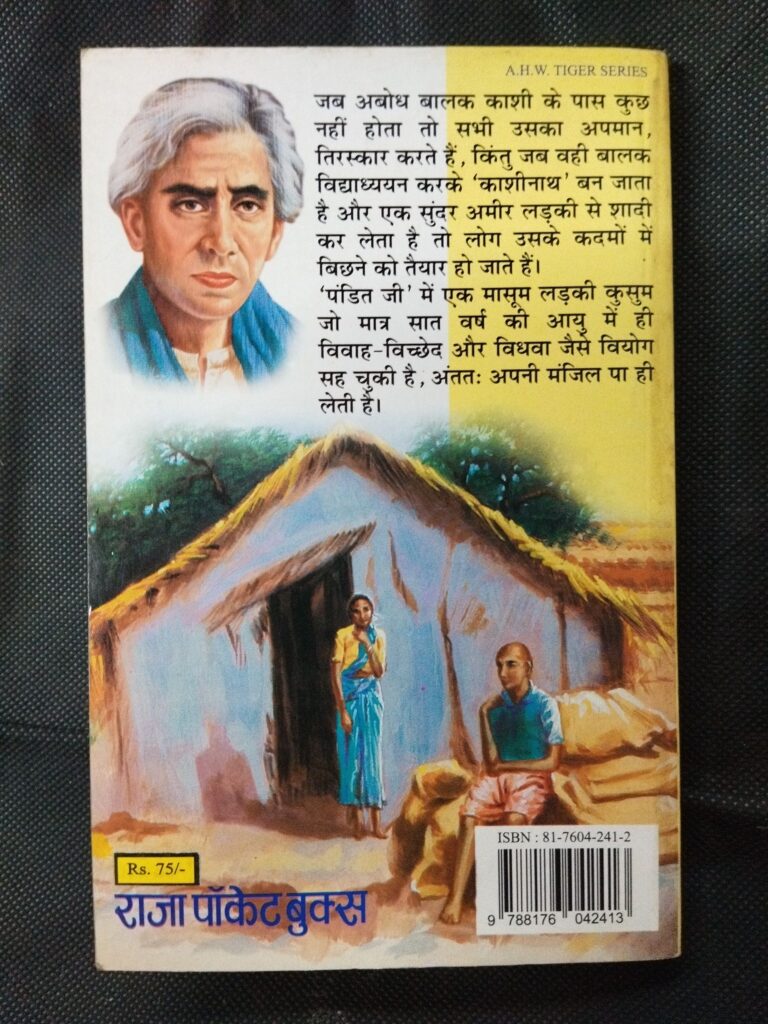 A.H.W. TIGER SERIES
जब अबोध बालक काशी के पास कुछ
नहीं होता तो सभी उसका अपमान,
तिरस्कार करते हैं, किंतु जब वही बालक
विद्याध्ययन करके ‘काशीनाथ’ बन जाता
है और एक सुंदर अमीर लड़की से शादी
कर लेता है तो लोग उसके कदमों में
बिछने को तैयार हो जाते हैं।
‘पंडित जी’ में एक मासूम लड़की कुसुम
जो मात्र सात वर्ष की आयु में ही
विवाह-विच्छेद और विधवा जैसे वियोग
सह चुकी है, अंततः अपनी मंजिल पा ही
लेती है।
Rs. 75/-
राजा पॉकेट बुक्स
ISBN : 81-7604-241-2
9 788176 042413